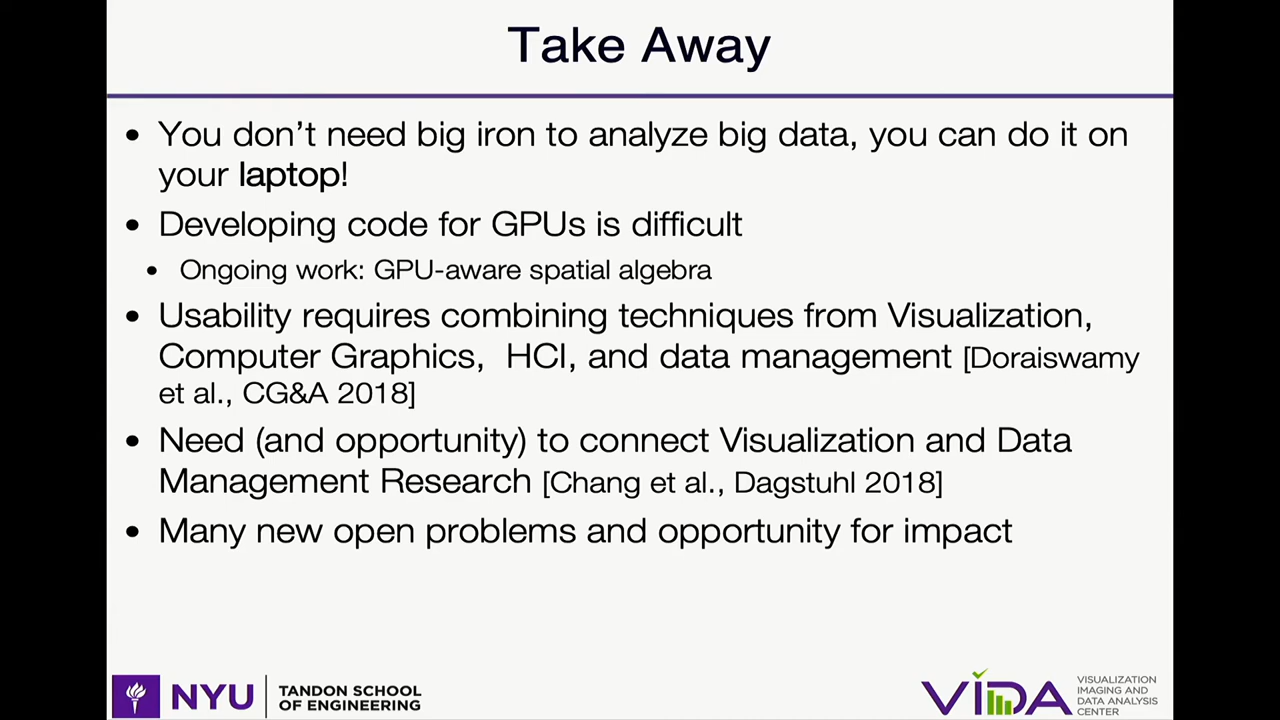 Take Away
• You don't need big iron to analyze big data, you can do it on
your laptop!
• Developing code for GPUs is difficult
• Ongoing work: GPU-aware spatial algebra
• Usability requires combining techniques from Visualization,
Computer Graphics,  HCI, and data management [Doraiswamy
et al., CG&A 2018]
• Need (and opportunity) to connect Visualization and Data
Management Research [Chang et al., Dagstuhl 2018]
• Many new open problems and opportunity for impact
NYU
TANDON SCHOOL
OF ENGINEERING
VIDA
VISUALIZATION
IMAGING AND
DATA ANALYSIS
CENTER